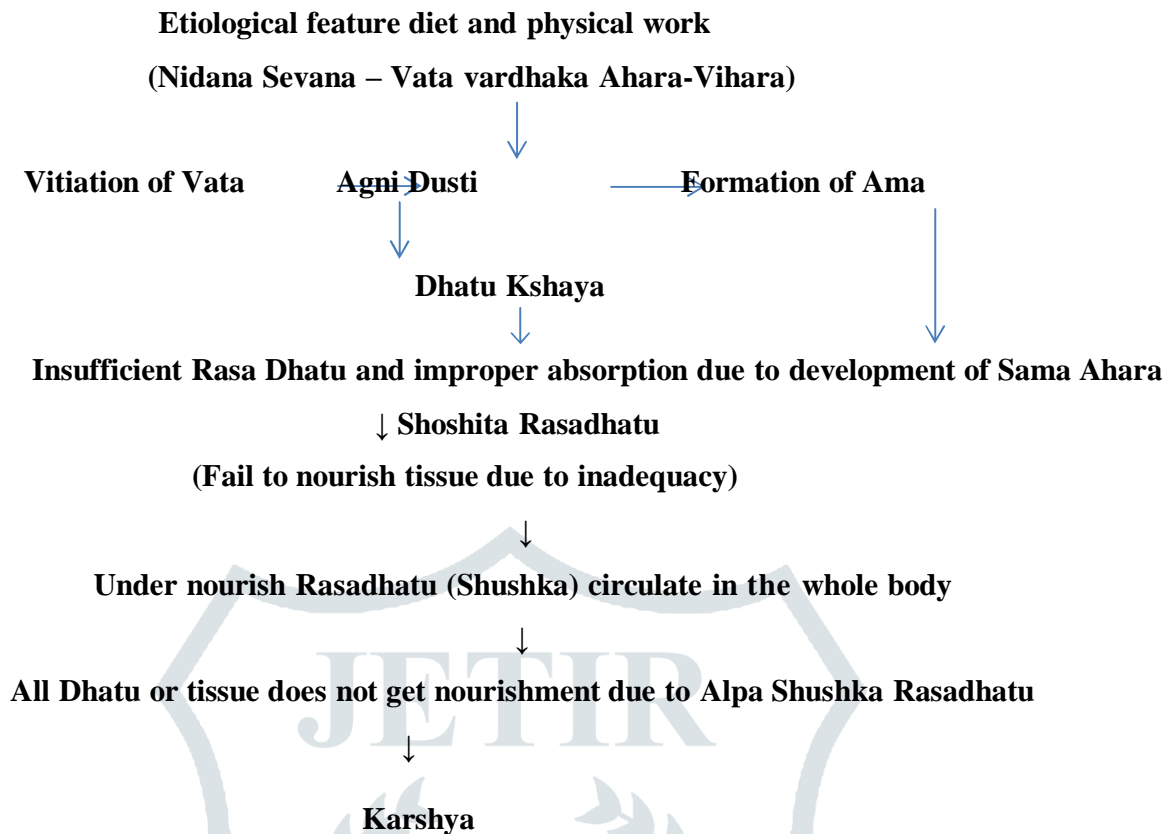 Etiological feature diet and physical work
(Nidana Sevana – Vata vardhaka Ahara-Vihara)
Vitiation of Vata Agni Dusti Formation of Ama
Dhatu Kshaya
Insufficient Rasa Dhatu and improper absorption due to development of Sama Ahara
↓ Shoshita Rasadhatu
(Fail to nourish tissue due to inadequacy)
↓
Under nourish Rasadhatu (Shushka) circulate in the whole body
↓
All Dhatu or tissue does not get nourishment due to Alpa Shushka Rasadhatu
JETIR
↓
Karshya